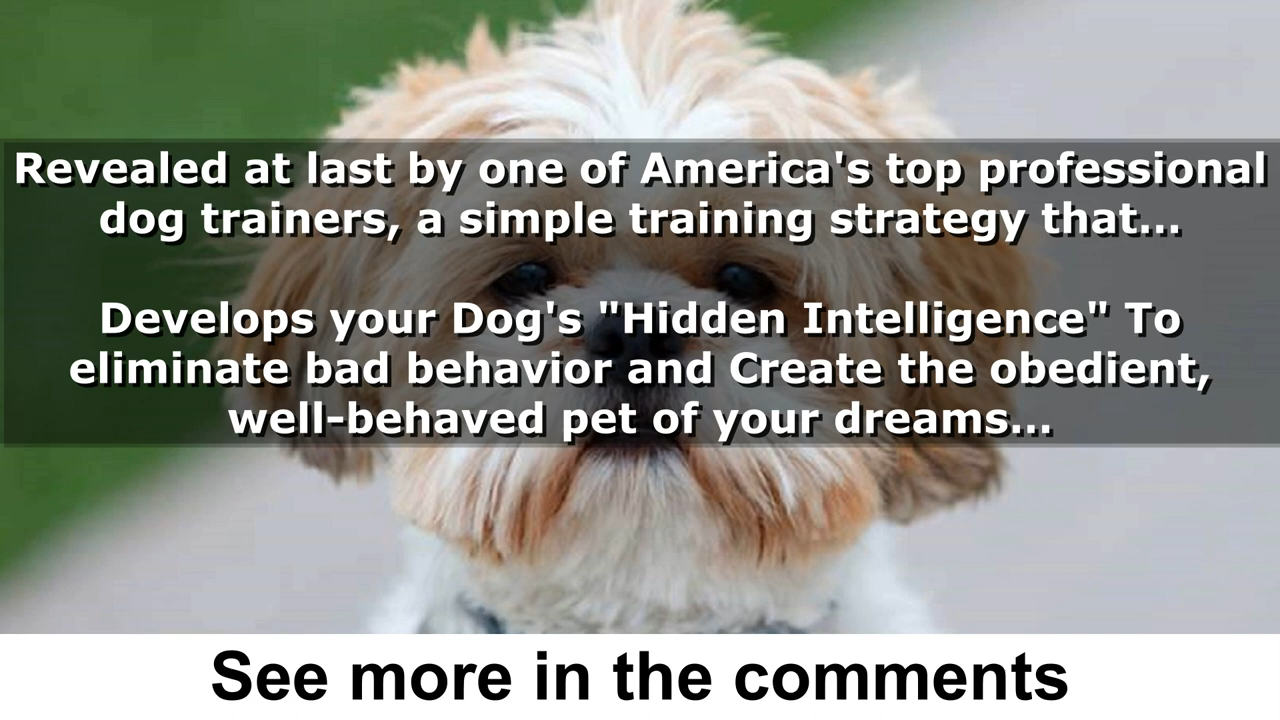 Revealed at last by one of America's top professional
dog trainers, a simple training strategy that...
Develops your Dog's "Hidden Intelligence" To
eliminate bad behavior and Create the obedient,
well-behaved pet of your dreams...
See more in the comments